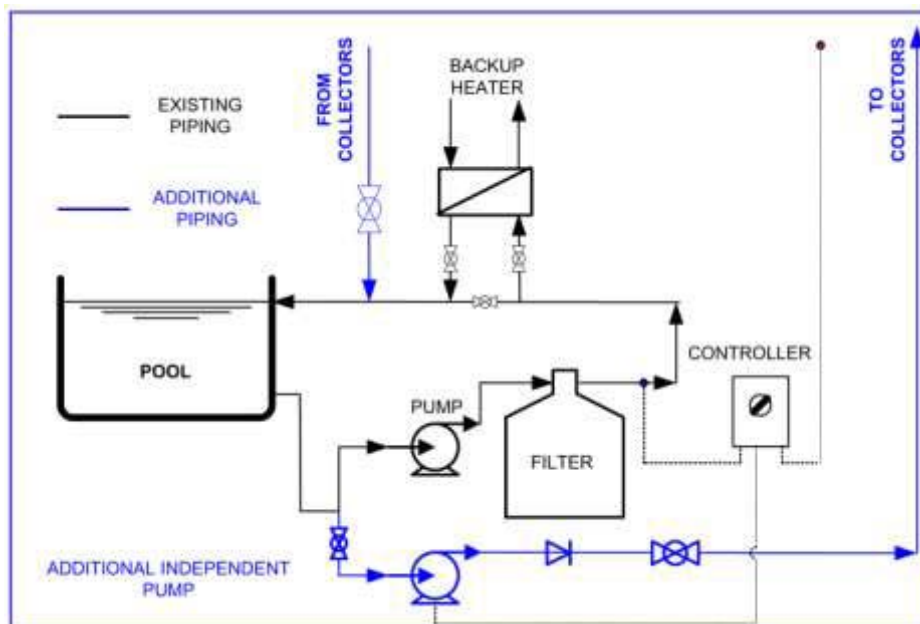 EXISTING
PIPING
ADDITIONAL
PIPING
FROM
COLLECTORS
BACKUP
HEATER
TO
COLLECTORS
POOL
PUMP
FILTER
CONTROLLER
ADDITIONAL INDEPENDENT
PUMP